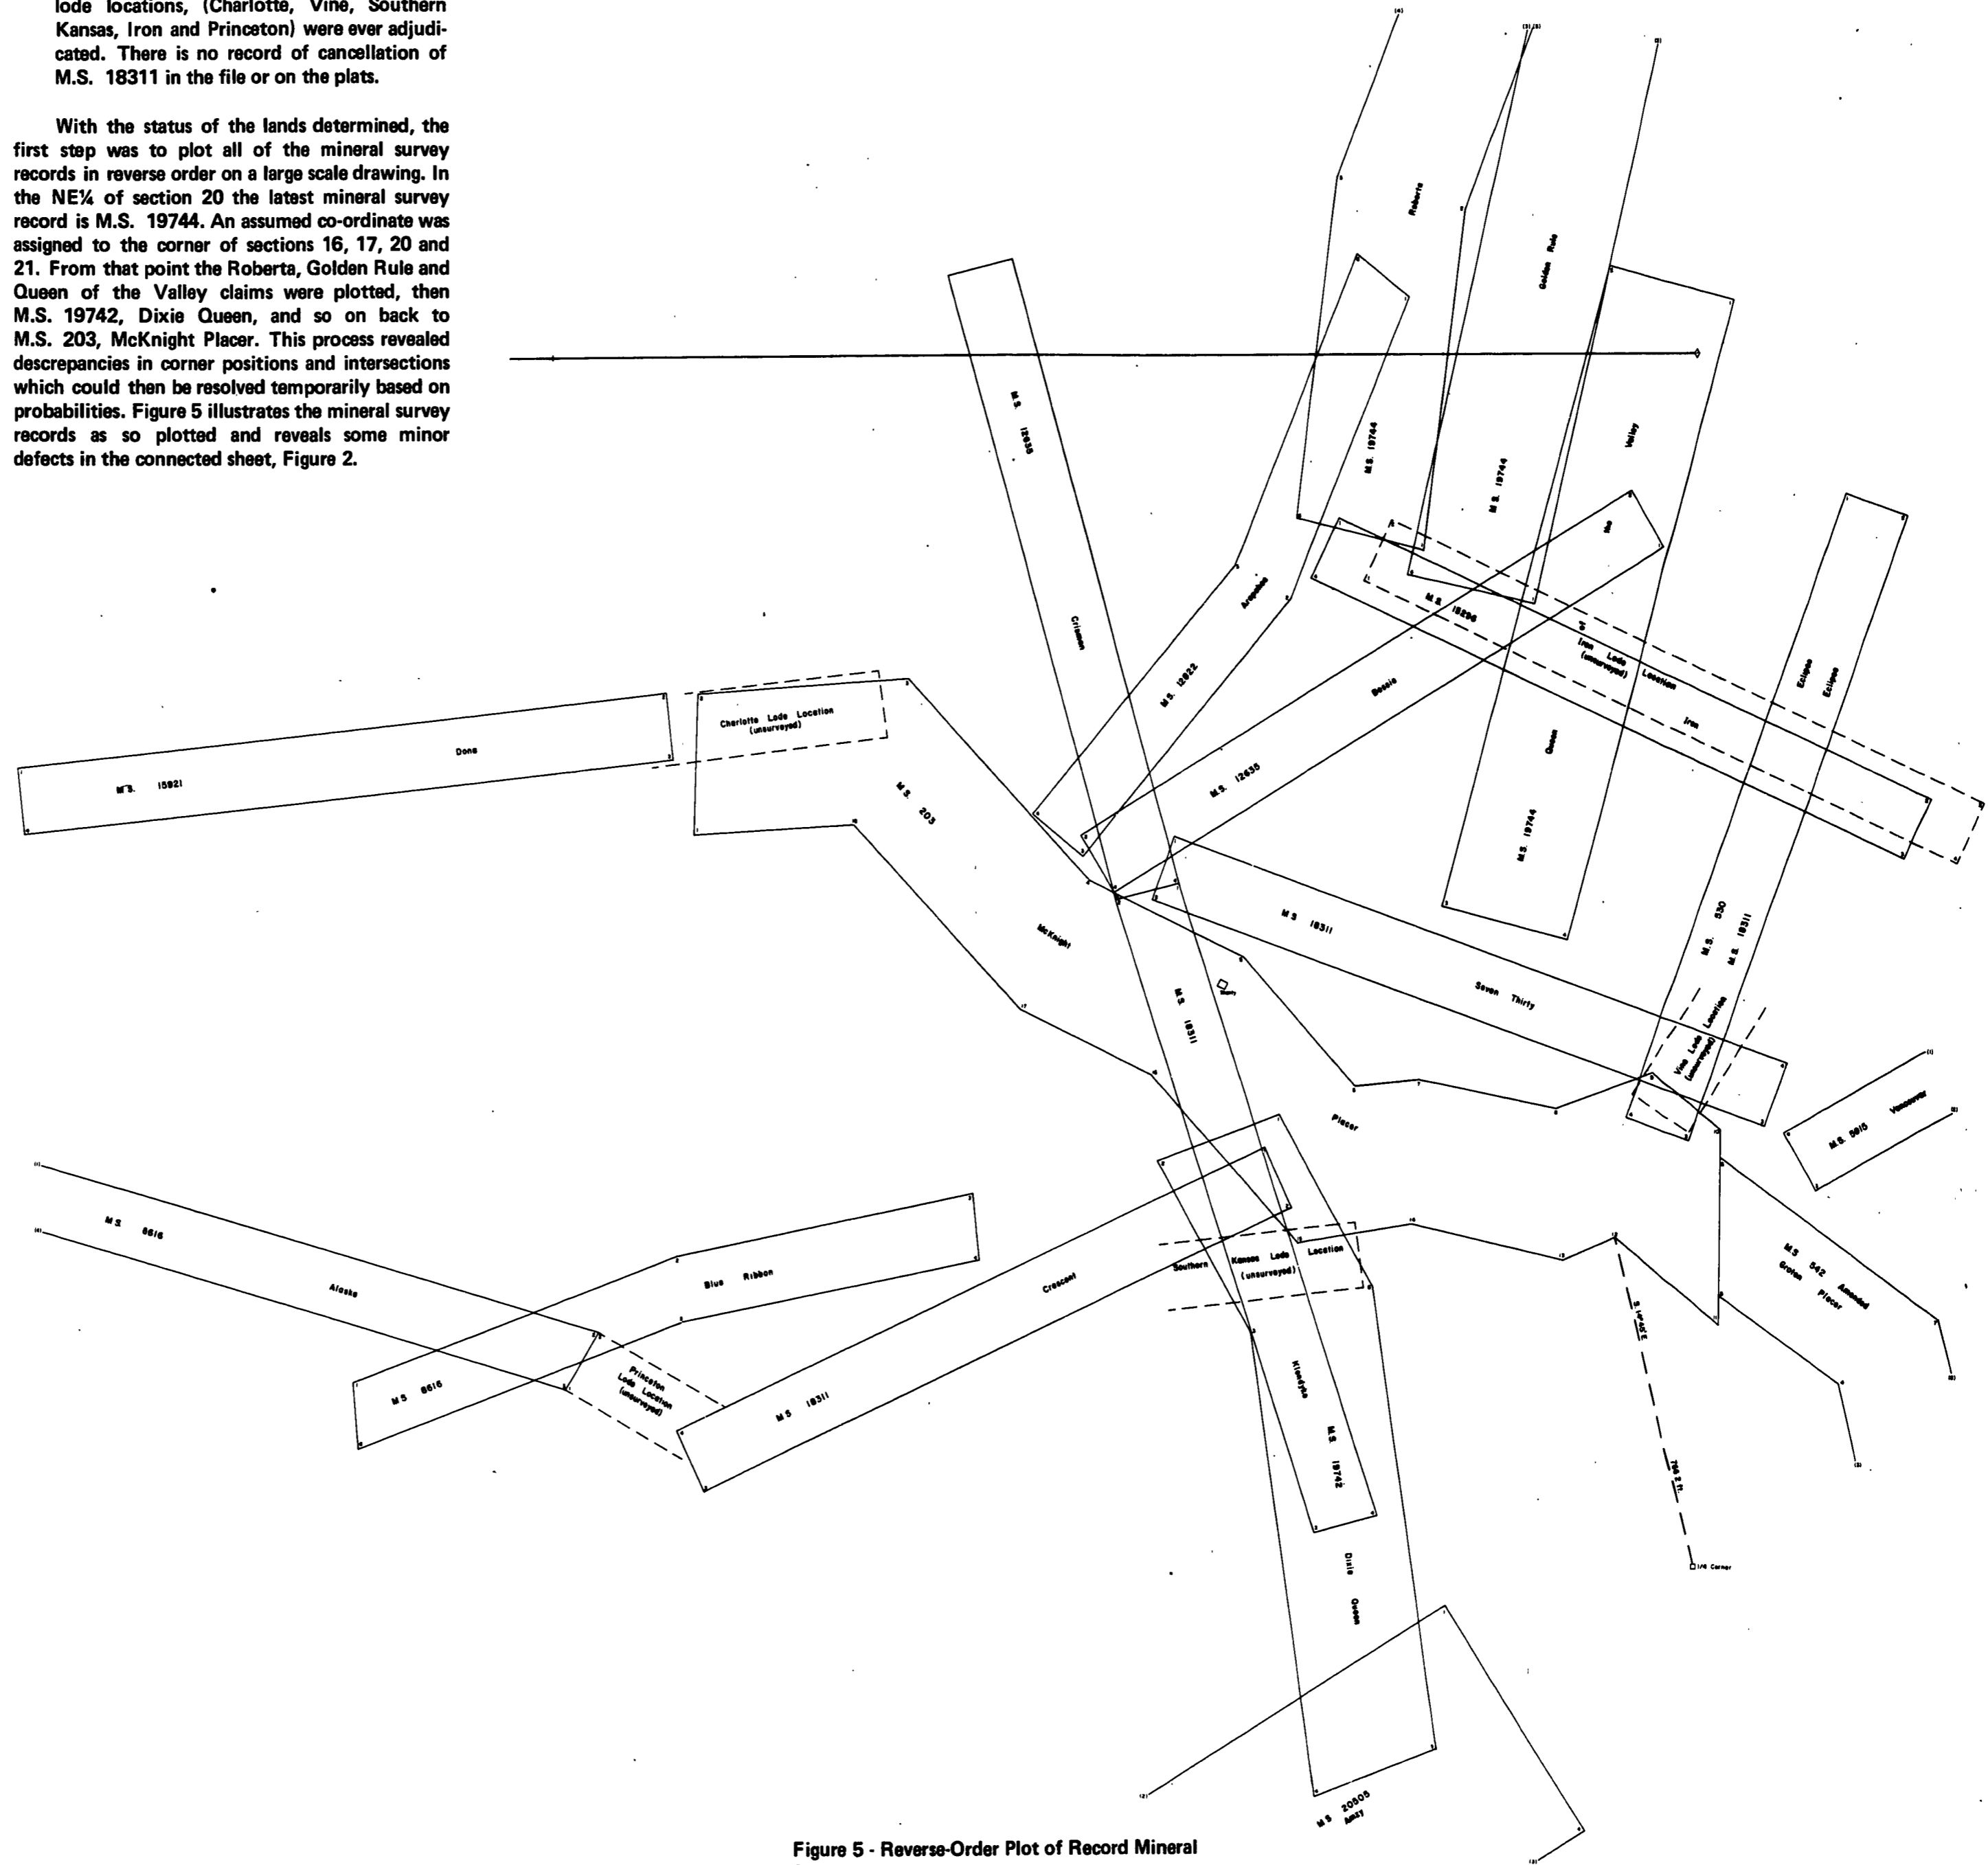 lode locations, (Charlotte, Vine, Southern
Kansas, Iron and Princeton) were ever adjudi-
cated. There is no record of cancellation of
M.S. 18311 in the file or on the plats.
With the status of the lands determined, the
first step was to plot all of the mineral survey
records in reverse order on a large scale drawing. In
the NE¼ of section 20 the latest mineral survey
record is M.S. 19744. An assumed co-ordinate was
assigned to the corner of sections 16, 17, 20 and
21. From that point the Roberta, Golden Rule and
Queen of the Valley claims were plotted, then
M.S. 19742, Dixie Queen, and so on back to
M.S. 203, McKnight Placer. This process revealed
descrepancies in corner positions and intersections
which could then be resolved temporarily based on
probabilities. Figure 5 illustrates the mineral survey
records as so plotted and reveals some minor
defects in the connected sheet, Figure 2.
Roberta
M.S. 19744
Golden Rule
M.S. 19744
Valley
the
of
Queen
M.S. 19744
M.S. 12635
Crisman
Arapahoe
M.S. 12622
Bessie
M.S. 12635
M.S. 15296
Iron Lode Location
(unsurveyed)
Iron
Eclipse
Eclipse
M.S. 530
M.S. 18311
Charlotte Lode Location
(unsurveyed)
Dona
M.S. 15921
M.S. 203
McKnight
Placer
M.S. 18311
Seven Thirty
M.S. 18311
Vine Lode Location
(unsurveyed)
M.S. 5915 Vancouver
M.S. 542 Amended
Groton Placer
M.S. 8616
Alaska
Blue Ribbon
M.S. 8616
Princeton
Lode Location
(unsurveyed)
Crescent
M.S. 18311
Southern Kansas Lode Location
(unsurveyed)
Klondyke
M.S. 19742
Dixie Queen
1/4 Corner
M.S. 20505
Amzy
Figure 5 - Reverse-Order Plot of Record Mineral